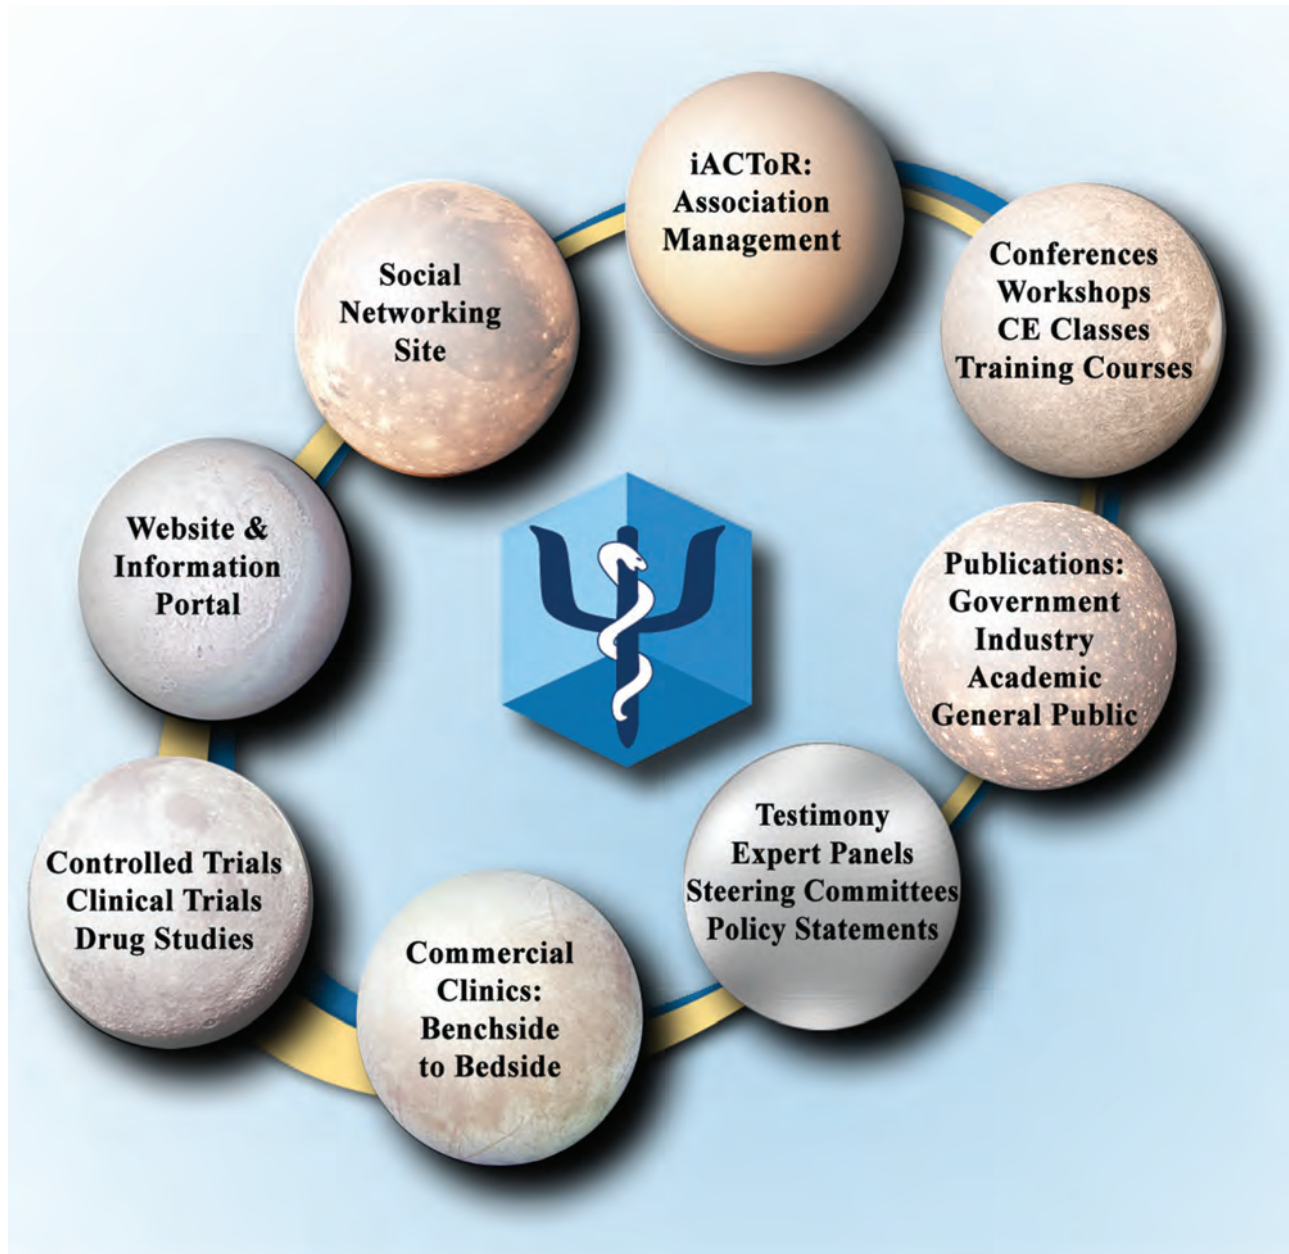 iACToR:
Association
Management
Conferences
Workshops
CE Classes
Training Courses
Publications:
Government
Industry
Academic
General Public
Testimony
Expert Panels
Steering Committees
Policy Statements
Commercial
Clinics:
Benchside
to Bedside
Controlled Trials
Clinical Trials
Drug Studies
Website &
Information
Portal
Social
Networking
Site